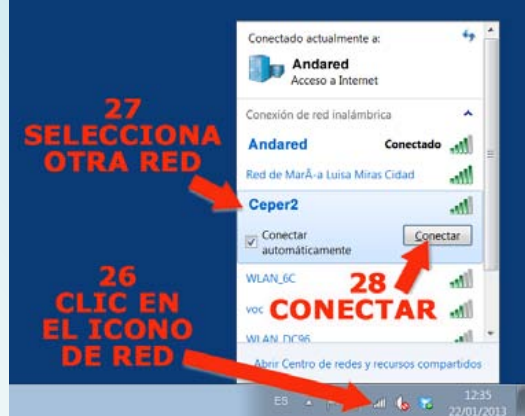 Conectado actualmente a:
Andared
Acceso a Internet
Conexión de red inalámbrica
Andared Conectado
Red de MarÃ-a Luisa Miras Cidad
Ceper2
Conectar
automáticamente
Conectar
WLAN_6C
voc
WLAN_DC96
Abrir Centro de redes y recursos compartidos
27
SELECCIONA
OTRA RED
28
CONECTAR
26
CLIC EN
EL ICONO
DE RED
ES
12:35
22/01/2013